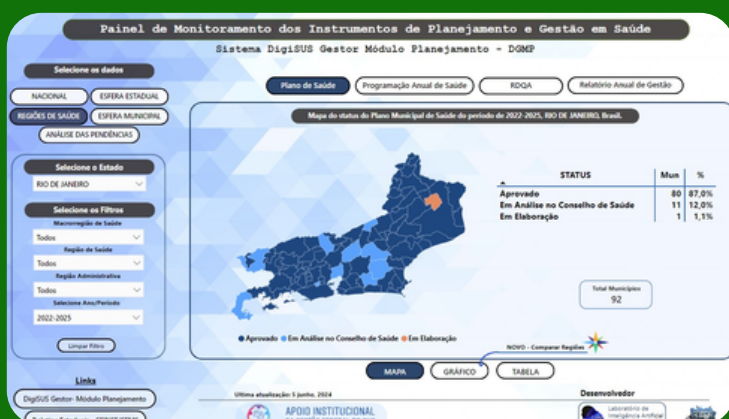 Painel de Monitoramento dos Instrumentos de Planejamento e Gestão em Saúde
Sistema DigiSUS Gestor Módulo Planejamento - DGMP
Selecione os dados
NACIONAL
ESFERA ESTADUAL
REGIÕES DE SAÚDE
ESFERA MUNICIPAL
ANÁLISE DAS PENDÊNCIAS
Selecione o Estado
RIO DE JANEIRO
Selecione os Filtros
Macrorregião de Saúde
Todos
Região de Saúde
Todos
Região Administrativa
Todos
Selecione Ano/Período
2022-2025
Limpar Filtro
Links
DigiSUS Gestor- Módulo Planejamento
Plano de Saúde
Programação Anual de Saúde
RDQA
Relatório Anual de Gestão
Mapa do status do Plano Municipal de Saúde do período de 2022-2025, RIO DE JANEIRO, Brasil.
STATUS Mun %
Aprovado 80 87,0%
Em Análise no Conselho de Saúde 11 12,0%
Em Elaboração 1 1,1%
Total Municípios
92
Aprovado Em Análise no Conselho de Saúde Em Elaboração
NOVO - Comparar Regiões
MAPA
GRÁFICO
TABELA
Última atualização: 5 junho, 2024
APOIO INSTITUCIONAL
Desenvolvedor
Laboratório de
Inteligência Artificial